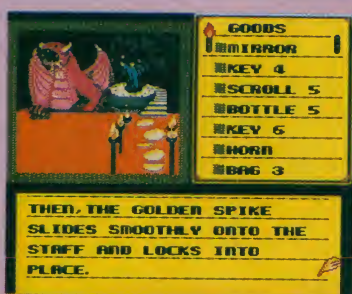 GOODS
MIRROR
KEY 4
SCROLL 5
BOTTLE 5
KEY 6
HORN
BAG 3
THEN, THE GOLDEN SPIKE
SLIDES SMOOTHLY ONTO THE
STAFF AND LOCKS INTO
PLACE.